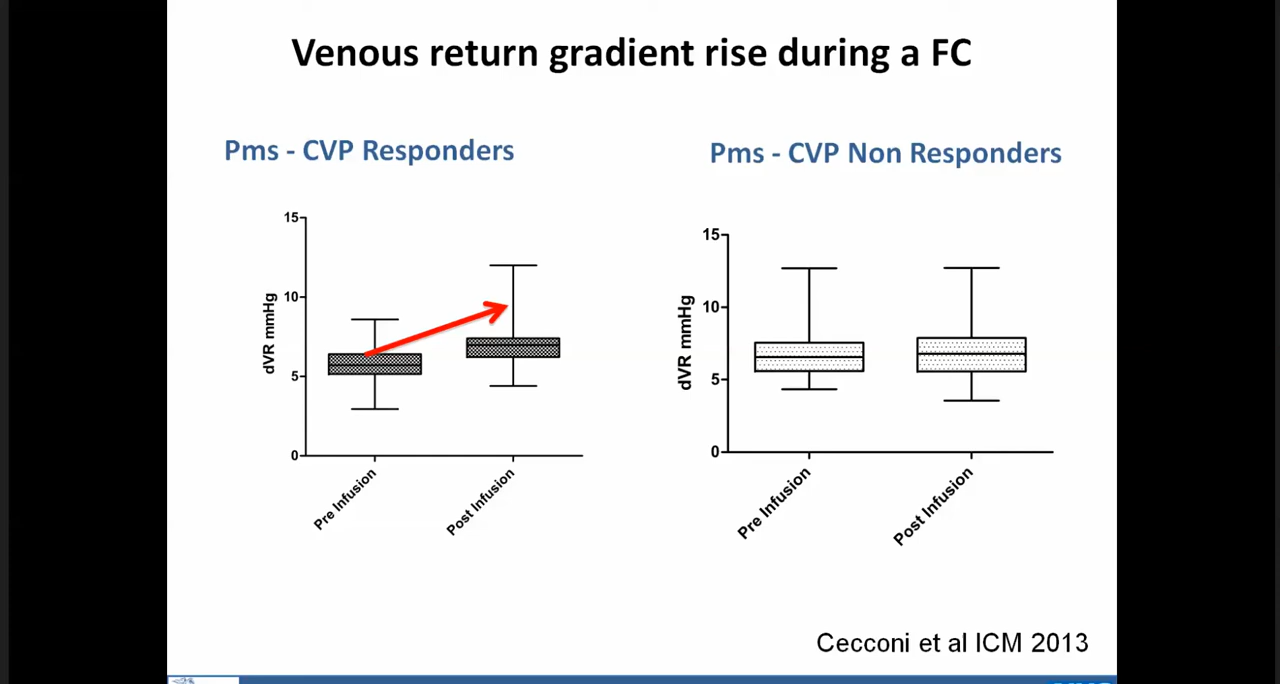 Venous return gradient rise during a FC
Pms - CVP Responders
15
10
5
0
dVR mmHg
Pre Infusion
Post Infusion
Pms - CVP Non Responders
15
10
5
0
dVR mmHg
Pre Infusion
Post Infusion
Cecconi et al ICM 2013